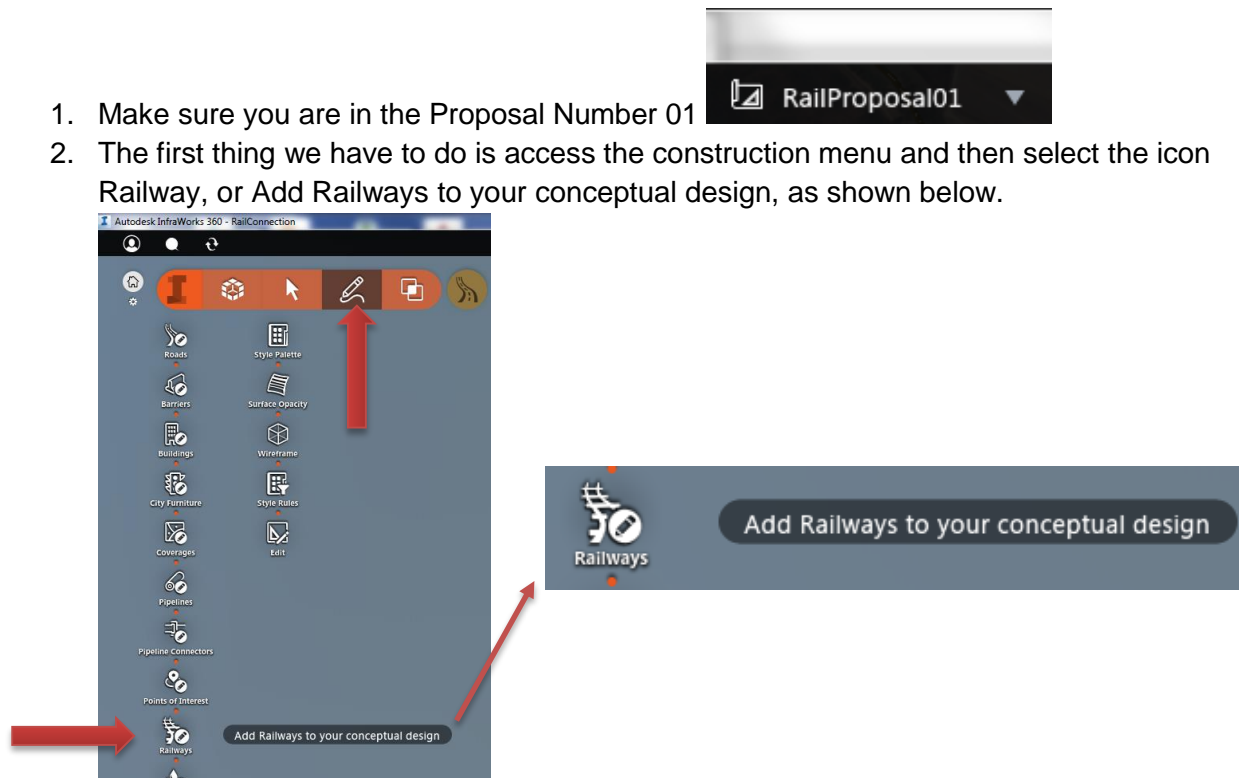 RailProposal01
1. Make sure you are in the Proposal Number 01
2. The first thing we have to do is access the construction menu and then select the icon
Railway, or Add Railways to your conceptual design, as shown below.
Autodesk InfraWorks 360 - RailConnection
Roads
Style Palette
Barriers
Surface Opacity
Buildings
Wireframe
City Furniture
Style Rules
Coverages
Edit
Pipelines
Pipeline Connectors
Points of Interest
Railways
Add Railways to your conceptual design
Railways
Add Railways to your conceptual design